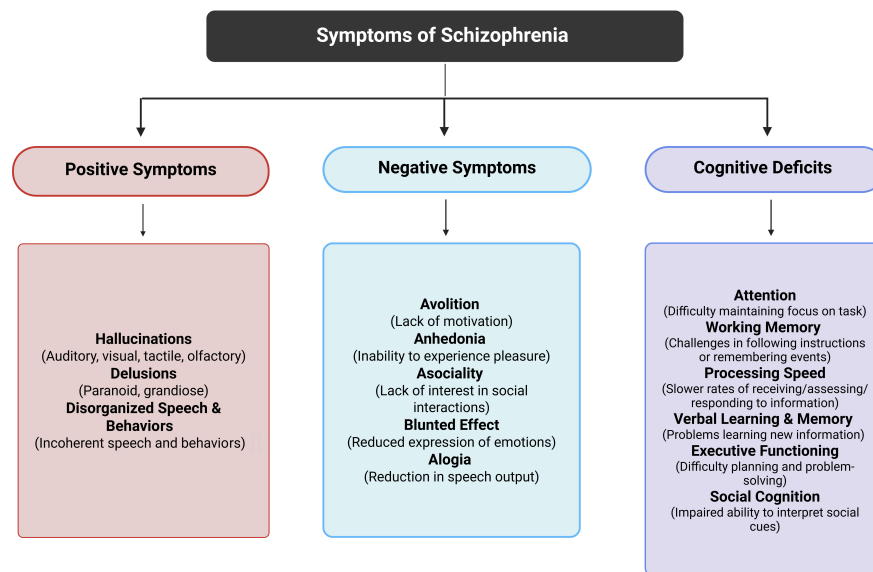 Symptoms of Schizophrenia
Positive Symptoms
Negative Symptoms
Cognitive Deficits
Hallucinations
(Auditory, visual, tactile, olfactory)
Delusions
(Paranoid, grandiose)
Disorganized Speech &
Behaviors
(Incoherent speech and behaviors)
Avolition
(Lack of motivation)
Anhedonia
(Inability to experience pleasure)
Asociality
(Lack of interest in social
interactions)
Blunted Effect
(Reduced expression of emotions)
Alogia
(Reduction in speech output)
Attention
(Difficulty maintaining focus on task)
Working Memory
(Challenges in following instructions
or remembering events)
Processing Speed
(Slower rates of receiving/assessing/
responding to information)
Verbal Learning & Memory
(Problems learning new information)
Executive Functioning
(Difficulty planning and problem-
solving)
Social Cognition
(Impaired ability to interpret social
cues)